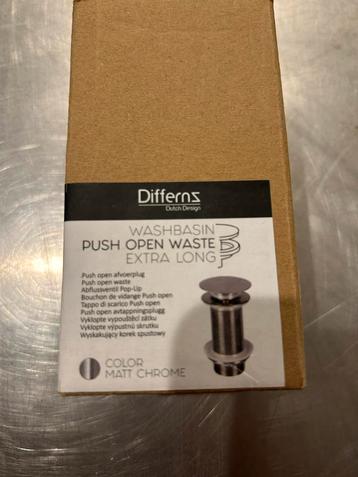 Differnz
Dutch Design
WASHBASIN
PUSH OPEN WASTE
EXTRA LONG
Push open afvoerplug
Push open waste
Abflussventil Pop-Up
Bouchon de vidange Push open
Tappo di scarico Push open
Push open avtappningsplugg
Vyklopte vypouštěcí zátku
Vyklopte výpustnú skrutku
Wyskakujący korek spustowy
COLOR
MATT CHROME